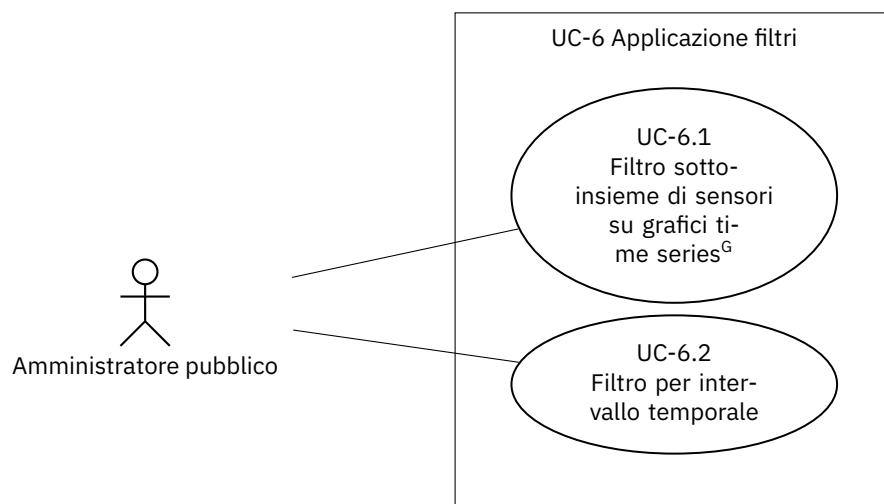 UC-6 Applicazione filtri
UC-6.1
Filtro sotto-
insieme di sensori
su grafici ti-
me seriesᴳ
Amministratore pubblico
UC-6.2
Filtro per inter-
vallo temporale